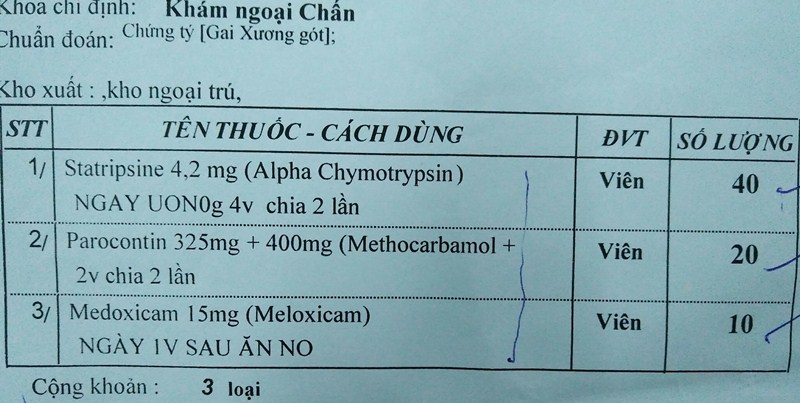 Khoa chỉ định: Khám ngoại Chấn
Chuẩn đoán: Chứng tý [Gai Xương gót];
Kho xuất : ,kho ngoại trú,
STT TÊN THUỐC - CÁCH DÙNG ĐVT SỐ LƯỢNG
1/ Statripsine 4,2 mg (Alpha Chymotrypsin) Viên 40
NGAY UON0g 4v chia 2 lần
2/ Parocontin 325mg + 400mg (Methocarbamol + Viên 20
2v chia 2 lần
3/ Medoxicam 15mg (Meloxicam) Viên 10
NGÀY 1V SAU ĂN NO
Cộng khoản : 3 loại